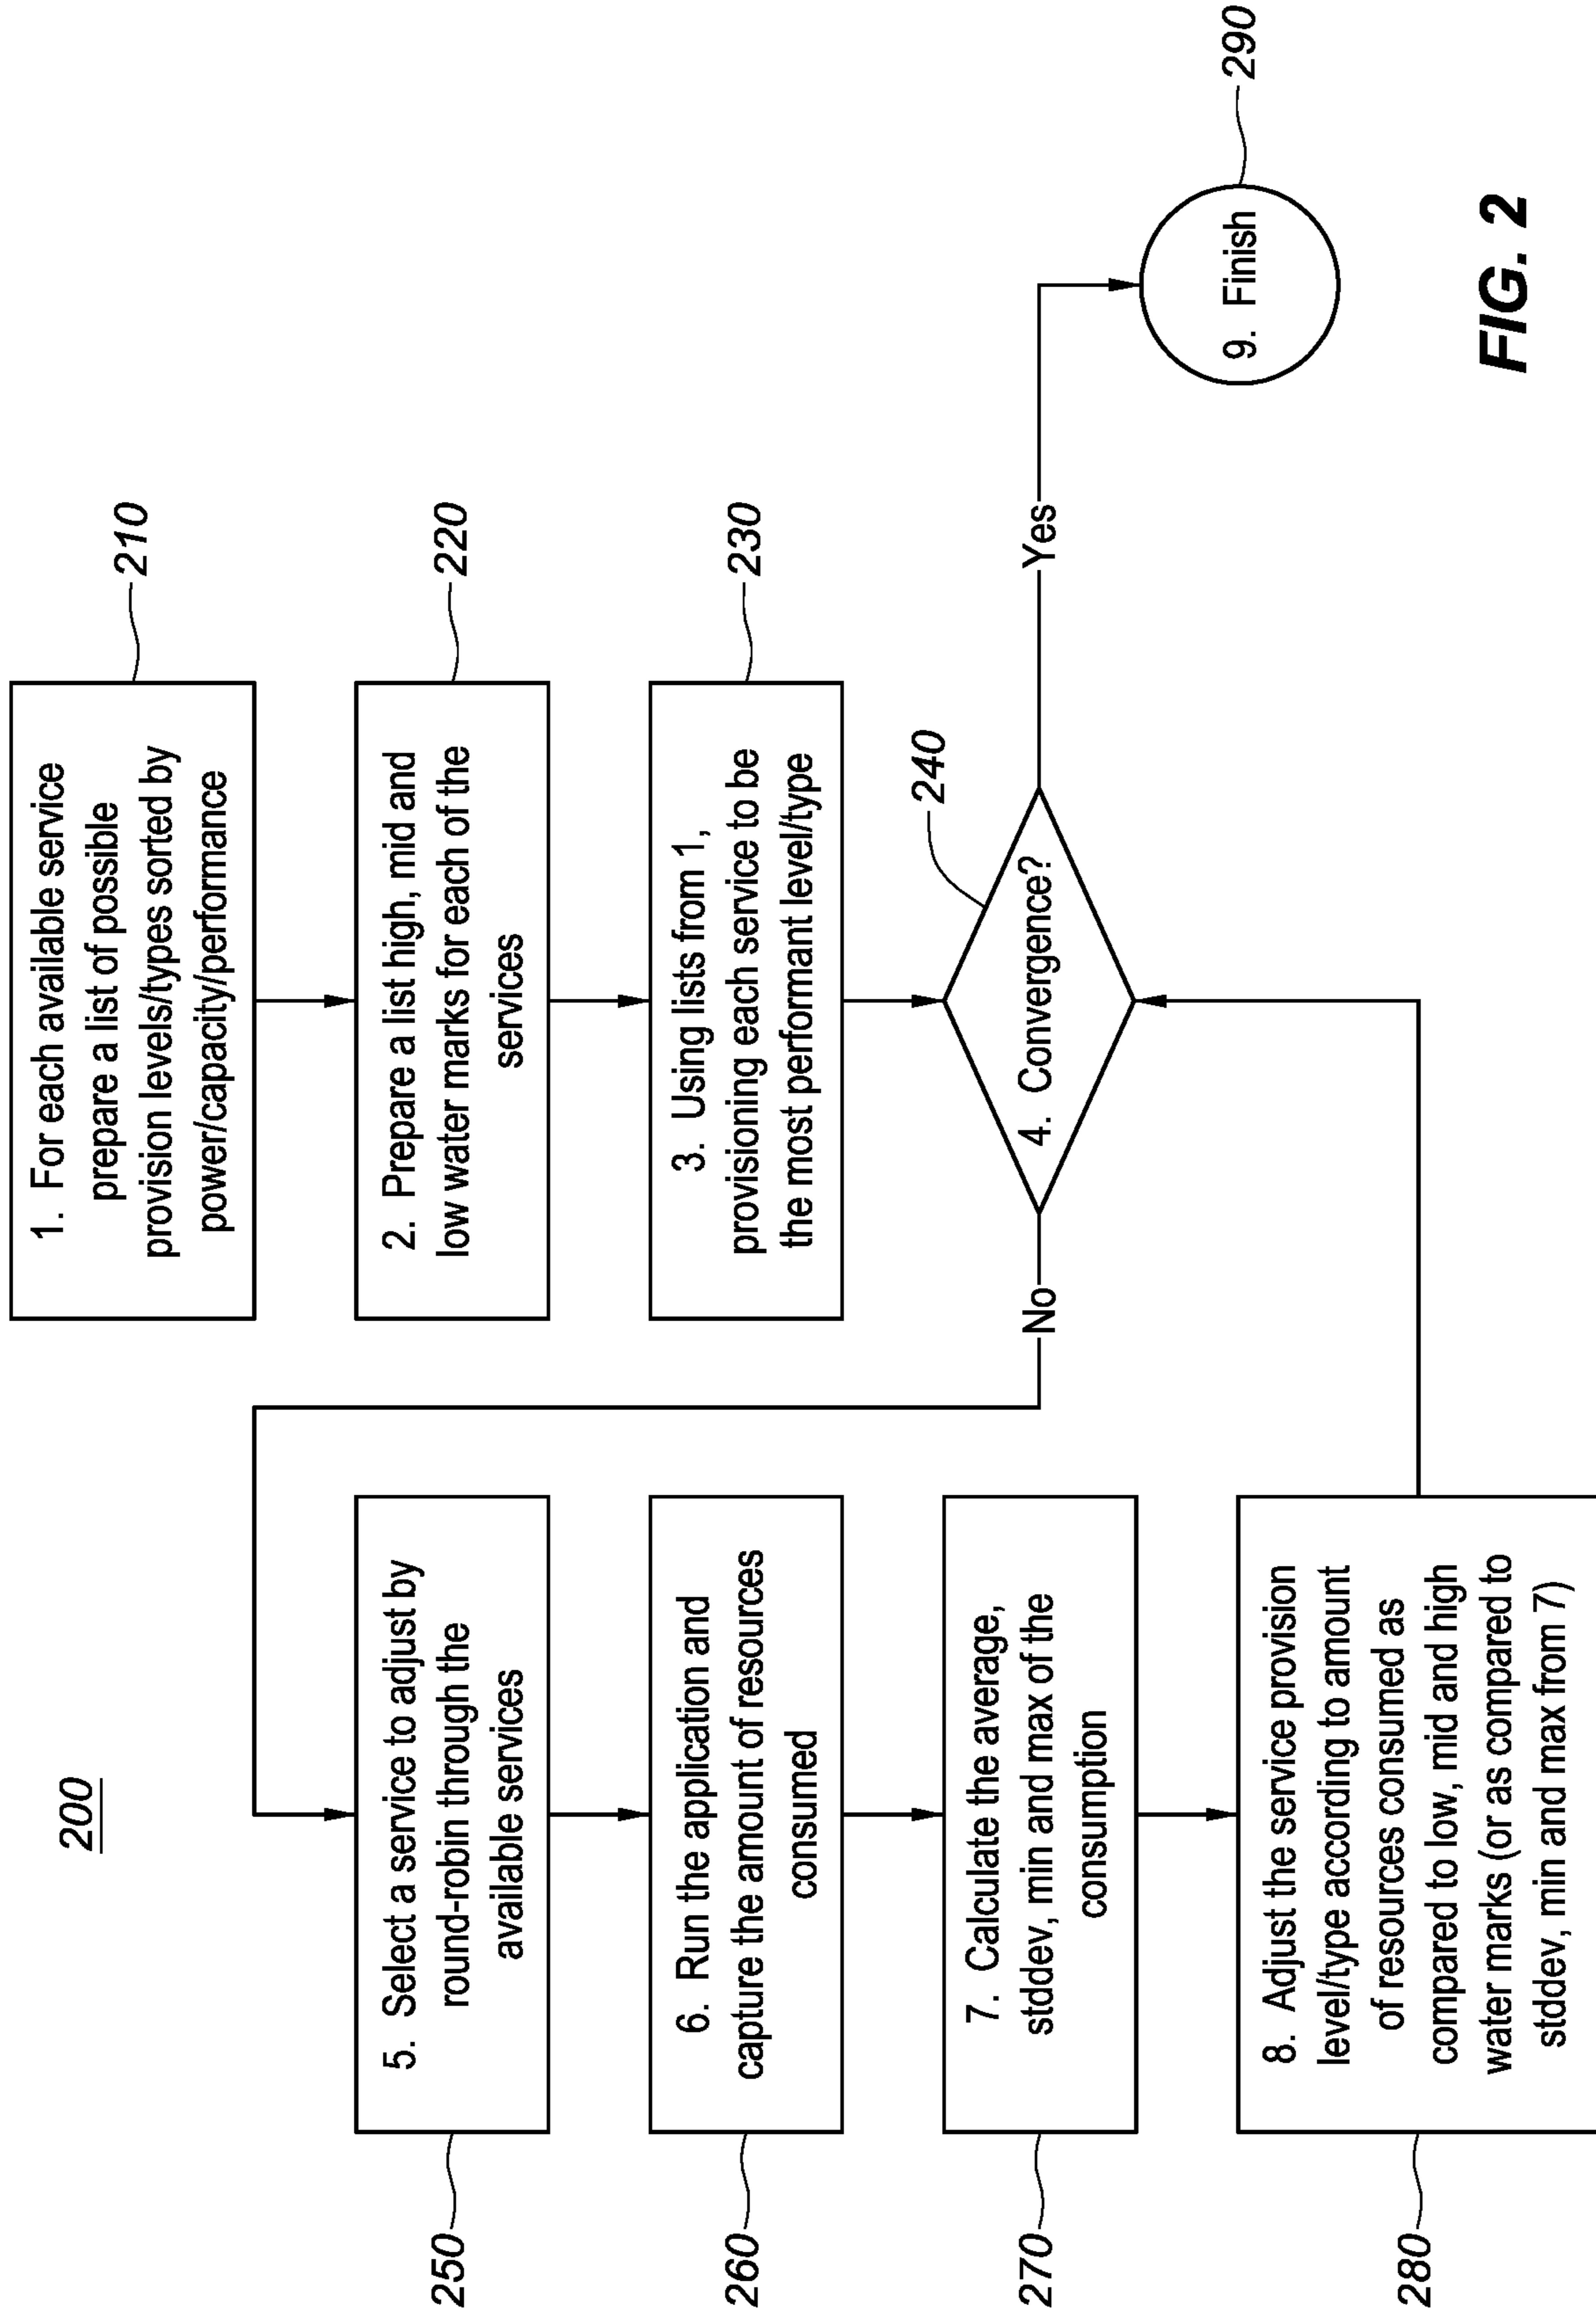 200
1. For each available service
prepare a list of possible
provision levels/types sorted by
power/capacity/performance
210
2. Prepare a list high, mid and
low water marks for each of the
services
220
3. Using lists from 1,
provisioning each service to be
the most performant level/type
230
4. Convergence?
240
No
Yes
5. Select a service to adjust by
round-robin through the
available services
250
6. Run the application and
capture the amount of resources
consumed
260
7. Calculate the average,
stddev, min and max of the
consumption
270
8. Adjust the service provision
level/type according to amount
of resources consumed as
compared to low, mid and high
water marks (or as compared to
stddev, min and max from 7)
280
9. Finish
290
FIG. 2